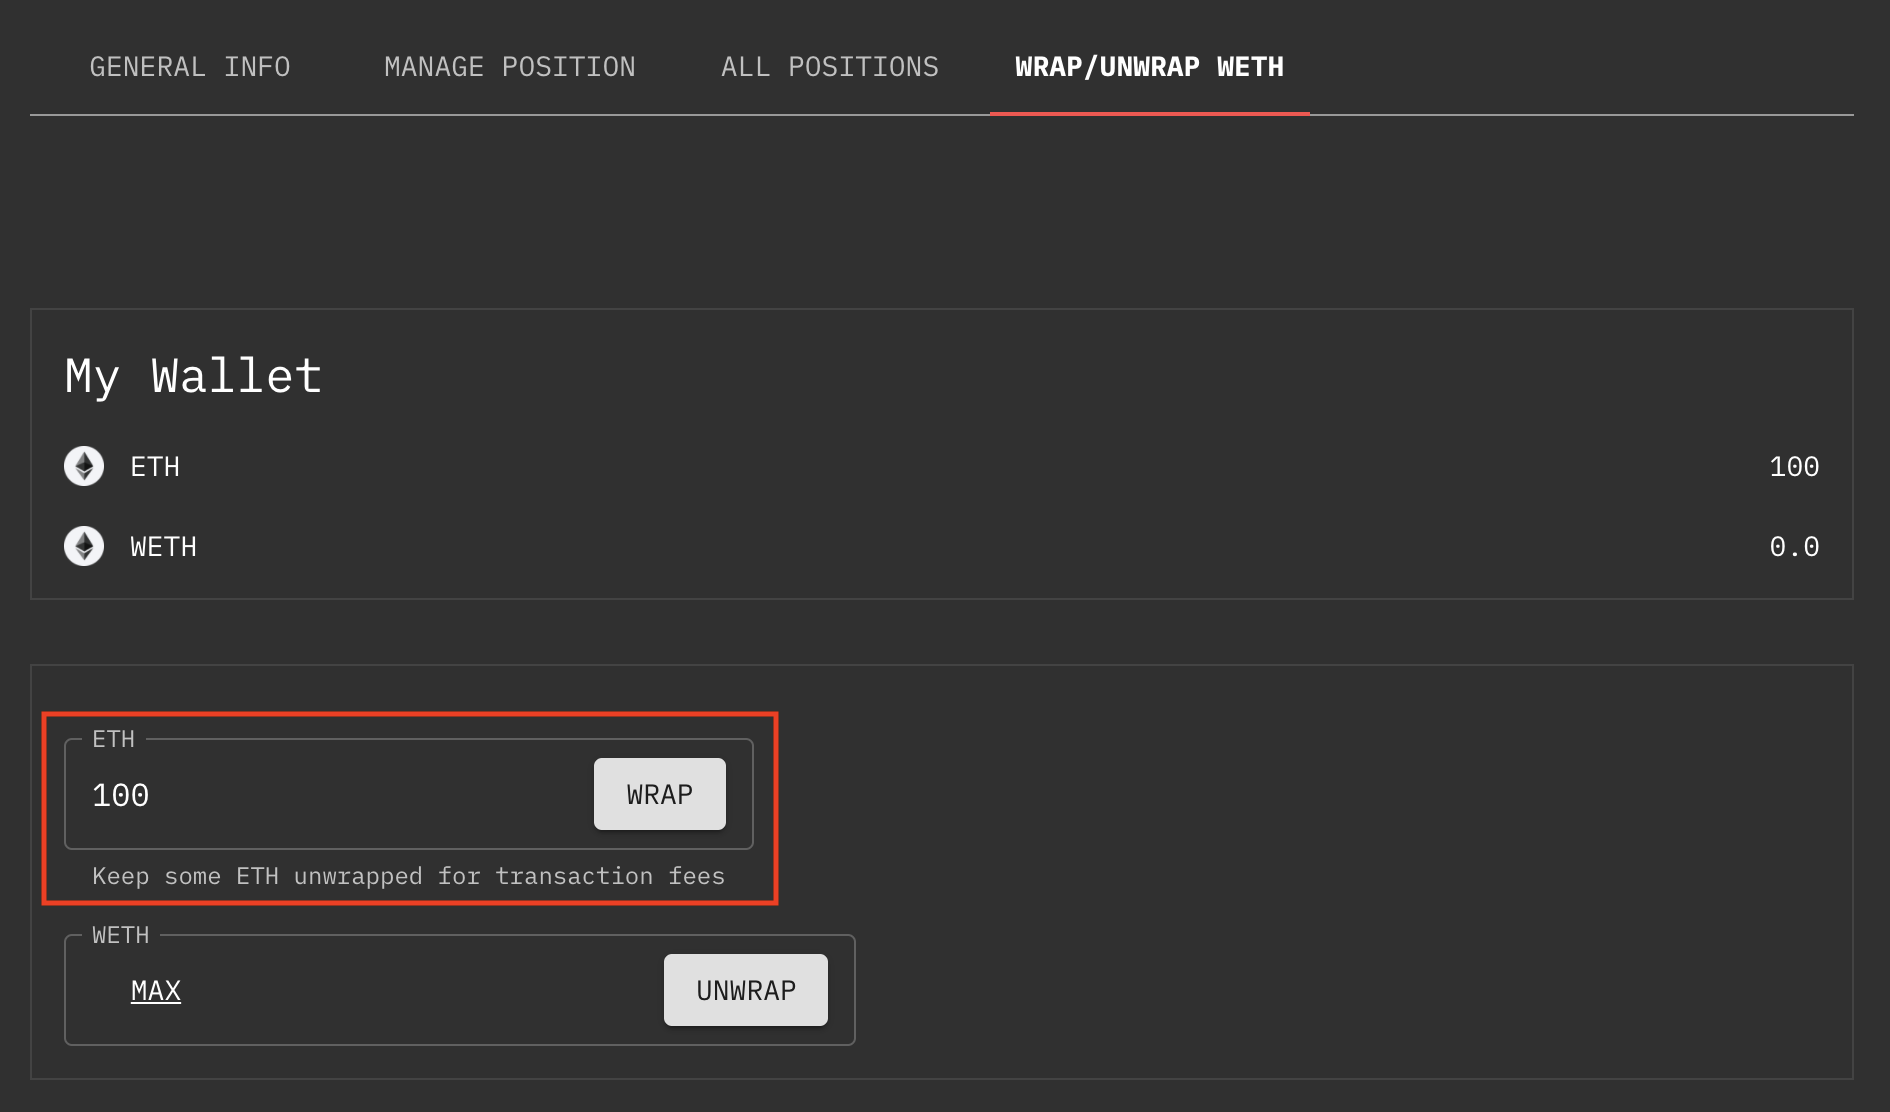 GENERAL INFO MANAGE POSITION ALL POSITIONS WRAP/UNWRAP WETH
My Wallet
ETH 100
WETH 0.0
ETH
100 WRAP
Keep some ETH unwrapped for transaction fees
WETH
MAX UNWRAP